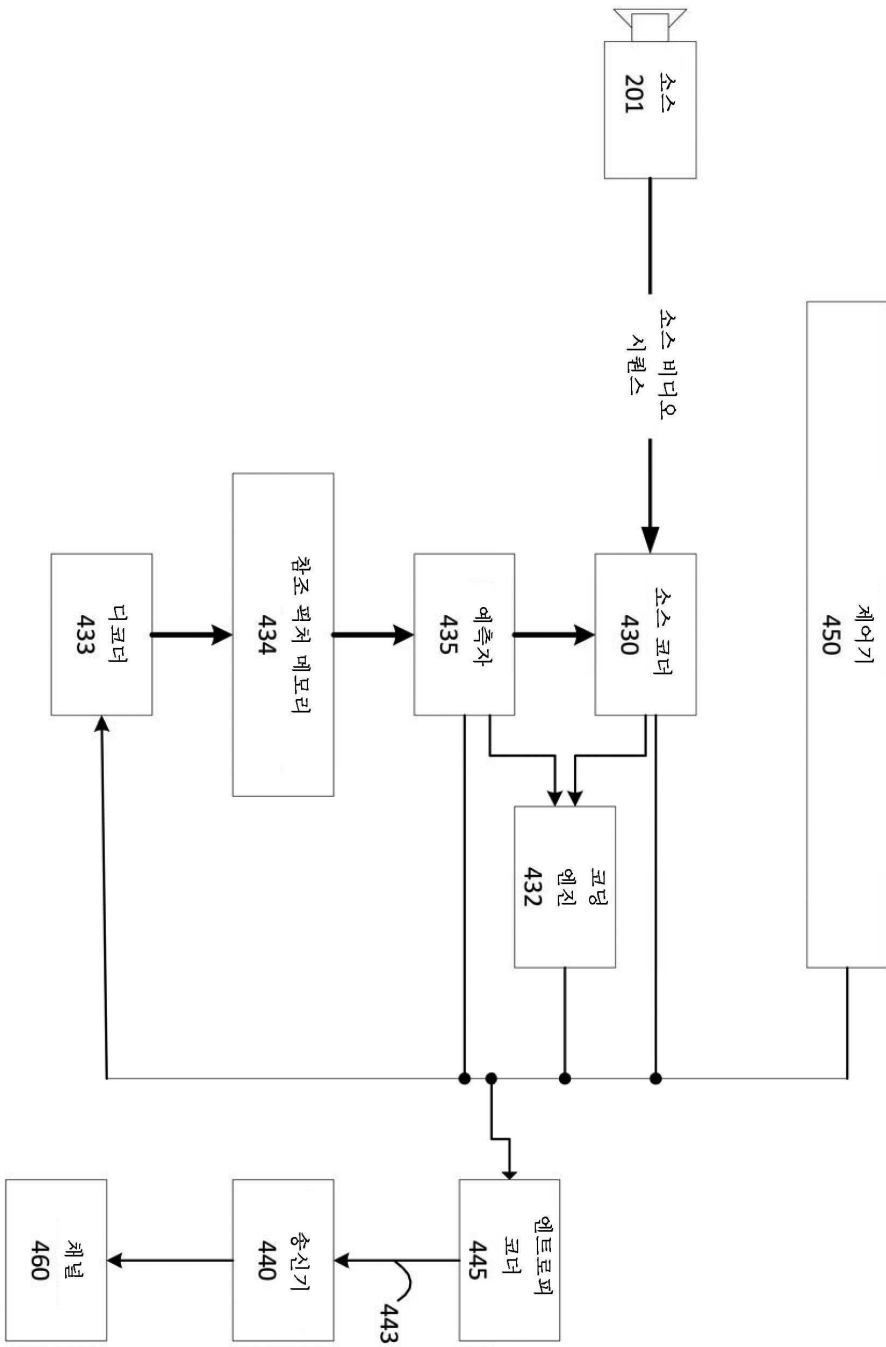 제어기
450
소스
201
소스 비디오
시퀀스
소스 코더
430
코딩
엔진
432
엔트로피
코더
445
예측자
435
443
참조 픽처 메모리
434
송신기
440
디코더
433
채널
460